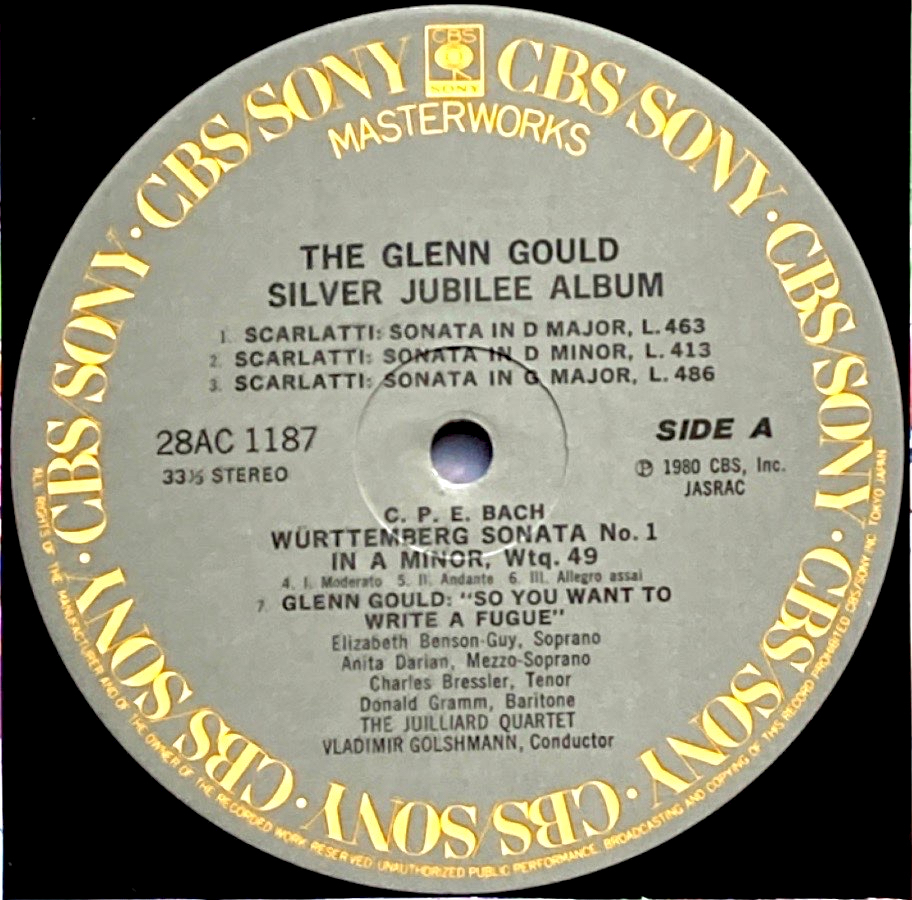 CBS
SONY
CBS/SONY · CBS/SONY · CBS/SONY · CBS/SONY · CBS/SONY · CBS/SONY · CBS/SONY · CBS/SONY · CBS/SONY
MASTERWORKS
THE GLENN GOULD
SILVER JUBILEE ALBUM
1. SCARLATTI: SONATA IN D MAJOR, L.463
2. SCARLATTI: SONATA IN D MINOR, L.413
3. SCARLATTI: SONATA IN G MAJOR, L.486
28AC 1187
33⅓ STEREO
SIDE A
℗ 1980 CBS, Inc.
JASRAC
C. P. E. BACH
WÜRTTEMBERG SONATA No. 1
IN A MINOR, Wtq. 49
4. I. Moderato 5. II. Andante 6. III. Allegro assai
7. GLENN GOULD: "SO YOU WANT TO
WRITE A FUGUE"
Elizabeth Benson-Guy, Soprano
Anita Darian, Mezzo-Soprano
Charles Bressler, Tenor
Donald Gramm, Baritone
THE JUILLIARD QUARTET
VLADIMIR GOLSHMANN, Conductor
ALL RIGHTS OF THE MANUFACTURER AND OF THE OWNER OF THE RECORDED WORK RESERVED. UNAUTHORIZED PUBLIC PERFORMANCE, BROADCASTING AND COPYING OF THIS RECORD PROHIBITED CBS/SONY INC. TOKYO JAPAN